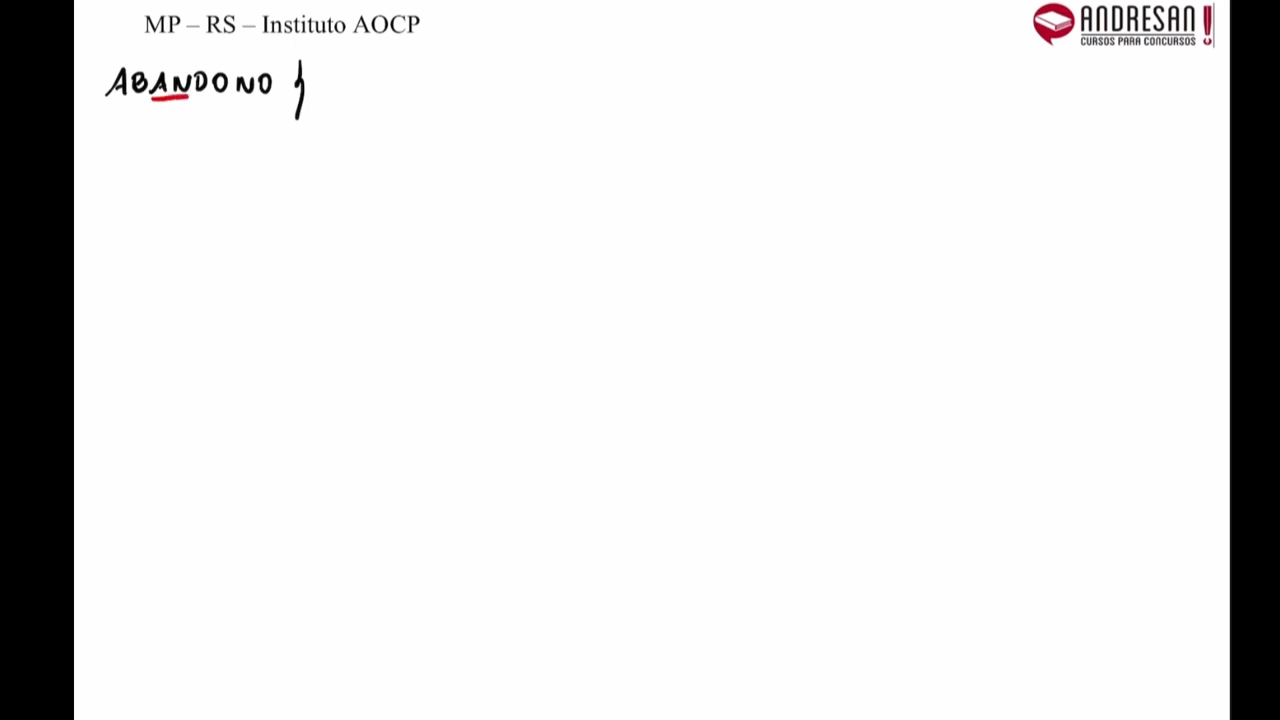 MP – RS – Instituto AOCP
ANDRESAN!
CURSOS PARA CONCURSOS
ABANDONO }